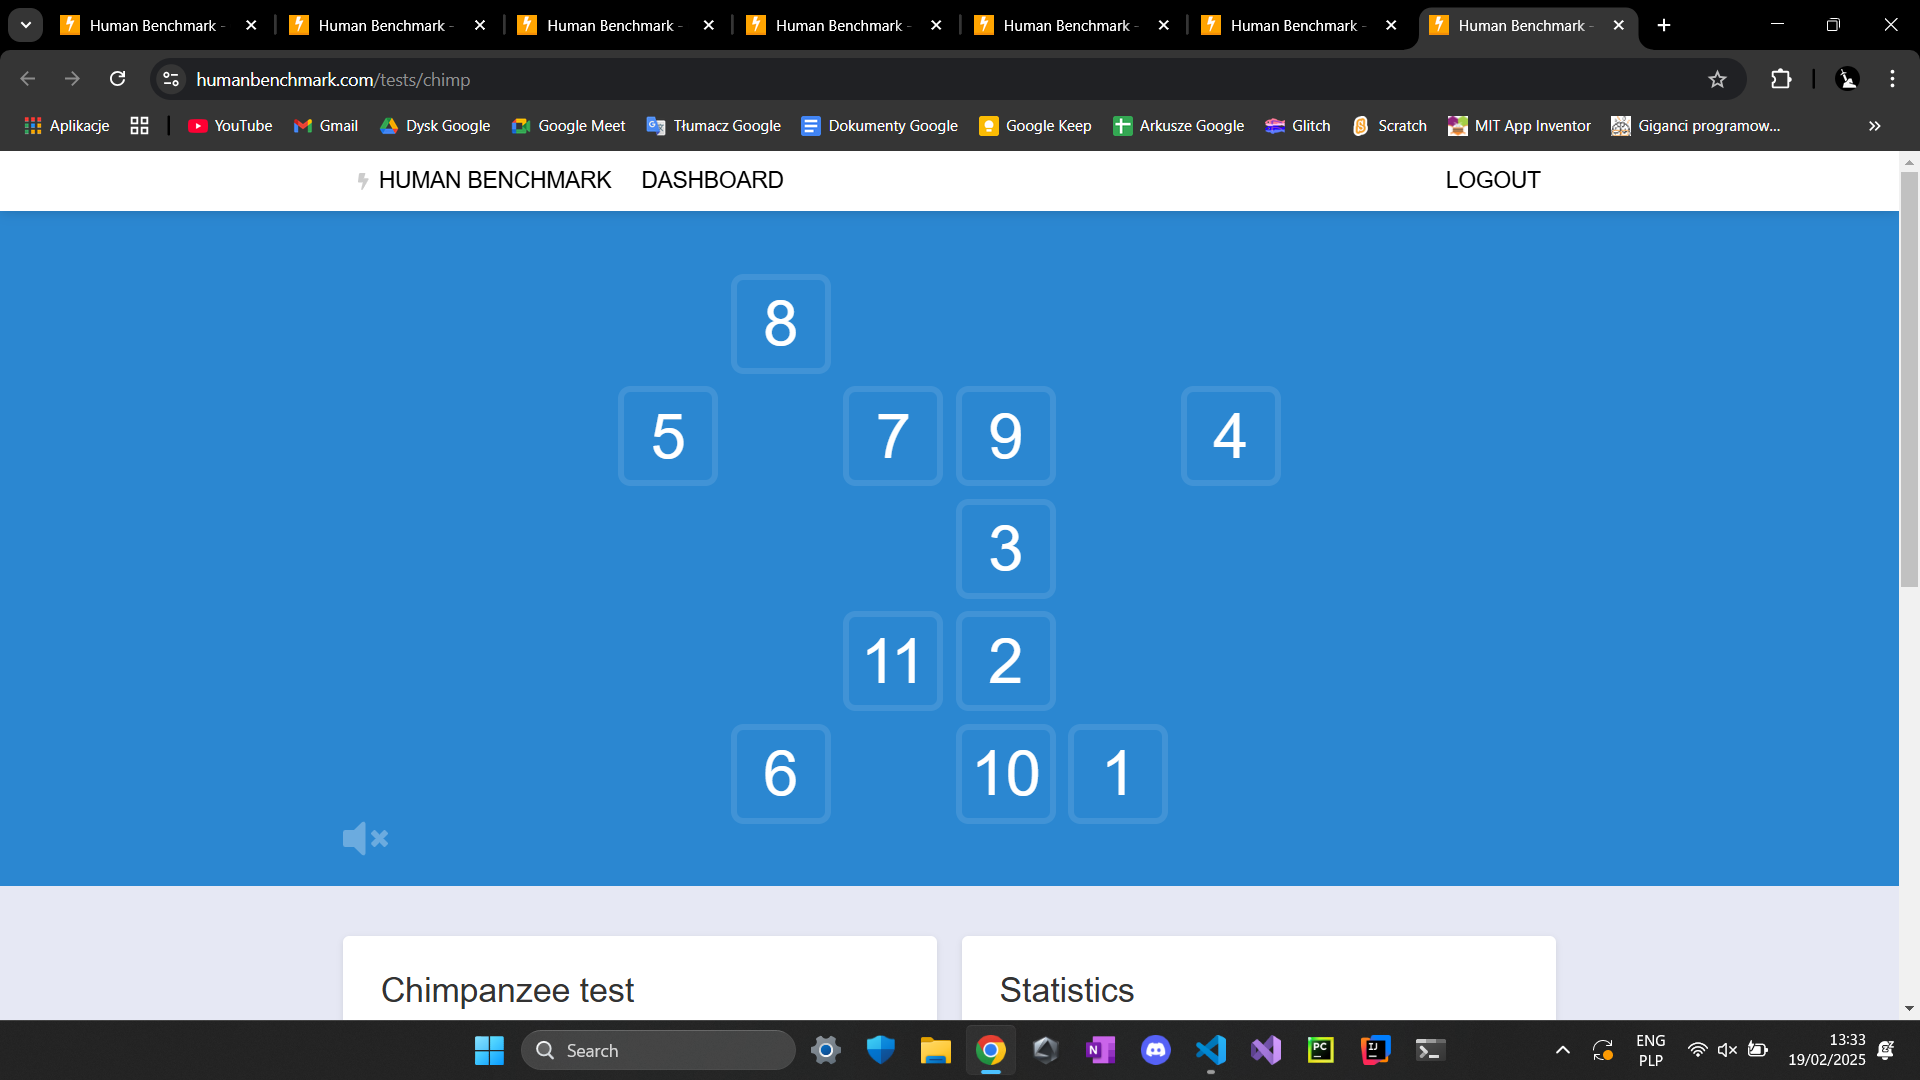 Human Benchmark - Human Benchmark - Human Benchmark - Human Benchmark - Human Benchmark - Human Benchmark - Human Benchmark -
humanbenchmark.com/tests/chimp
Aplikacje YouTube Gmail Dysk Google Google Meet Tłumacz Google Dokumenty Google Google Keep Arkusze Google Glitch Scratch MIT App Inventor Giganci programow... »
HUMAN BENCHMARK DASHBOARD LOGOUT
8
5 7 9 4
3
11 2
6 10 1
Chimpanzee test Statistics
Search
ENG 13:33
PLP 19/02/2025